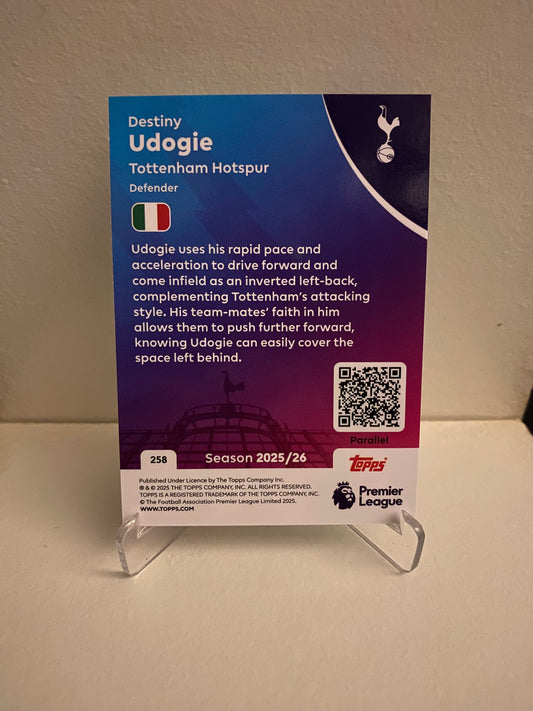 Destiny
Udogie
Tottenham Hotspur
Defender
Udogie uses his rapid pace and
acceleration to drive forward and
come infield as an inverted left-back,
complementing Tottenham's attacking
style. His team-mates' faith in him
allows them to push further forward,
knowing Udogie can easily cover the
space left behind.
Parallel
258
Season 2025/26
Topps
Published Under Licence by The Topps Company Inc.
® & © 2025 THE TOPPS COMPANY, INC. ALL RIGHTS RESERVED.
TOPPS IS A REGISTERED TRADEMARK OF THE TOPPS COMPANY, INC.
© The Football Association Premier League Limited 2025.
WWW.TOPPS.COM
Premier
League